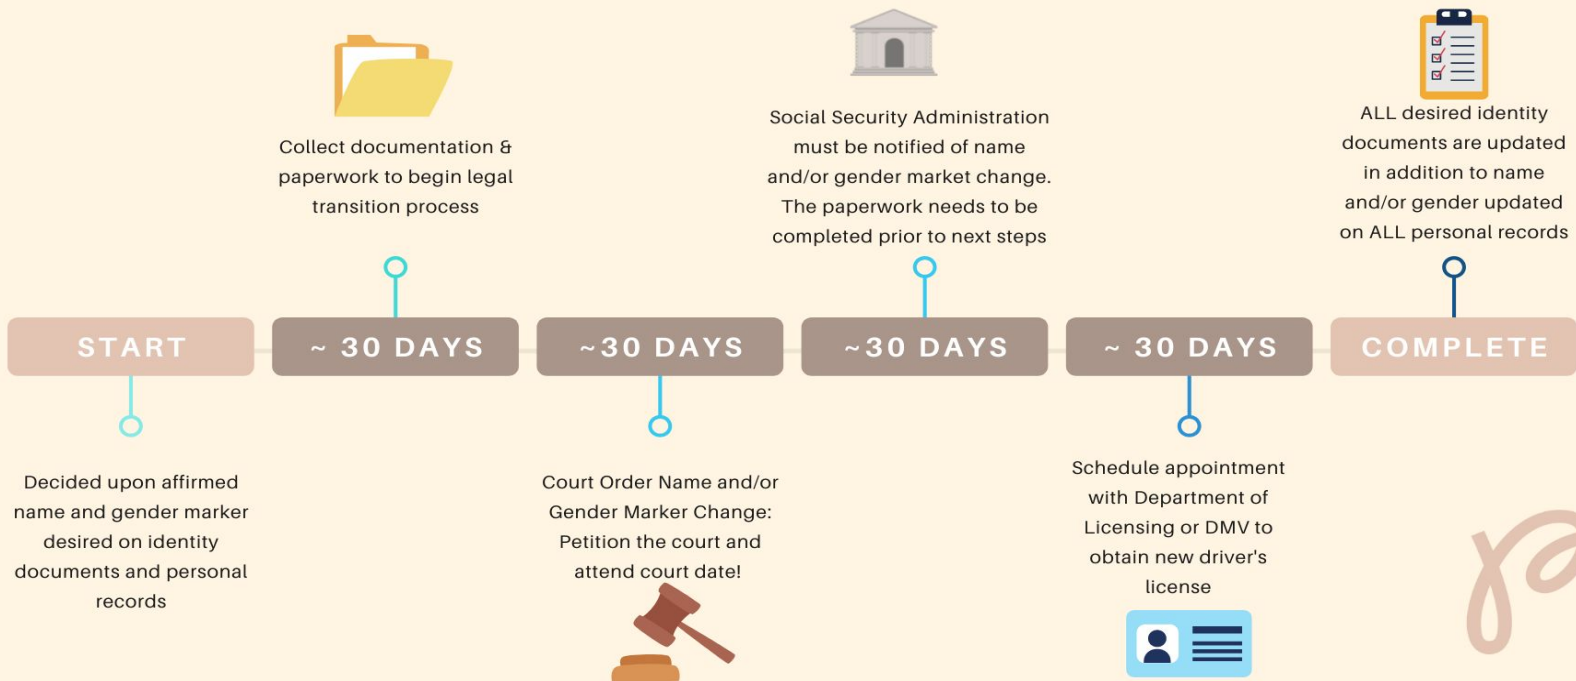 Collect documentation &
paperwork to begin legal
transition process
Social Security Administration
must be notified of name
and/or gender market change.
The paperwork needs to be
completed prior to next steps
ALL desired identity
documents are updated
in addition to name
and/or gender updated
on ALL personal records
START
~ 30 DAYS
~30 DAYS
~30 DAYS
~ 30 DAYS
COMPLETE
Decided upon affirmed
name and gender marker
desired on identity
documents and personal
records
Court Order Name and/or
Gender Marker Change:
Petition the court and
attend court date!
Schedule appointment
with Department of
Licensing or DMV to
obtain new driver's
license